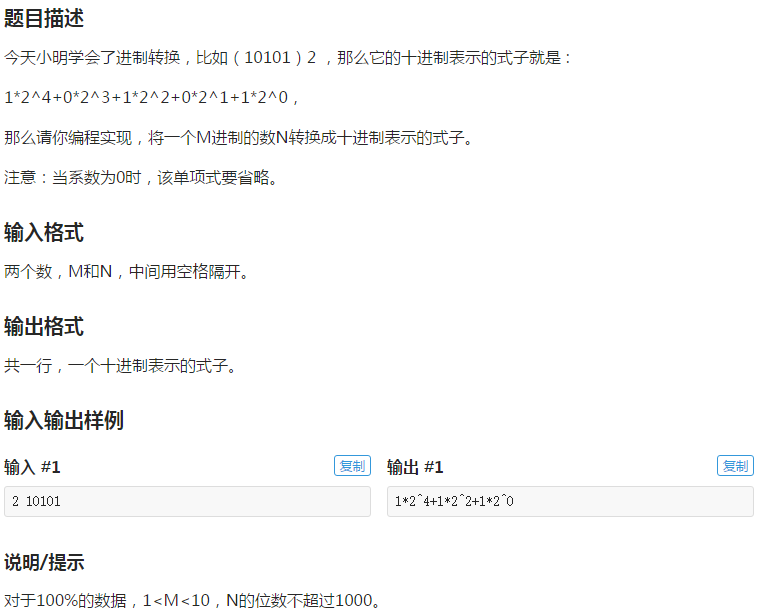 题目描述
今天小明学会了进制转换，比如（10101）2 ，那么它的十进制表示的式子就是：
1*2^4+0*2^3+1*2^2+0*2^1+1*2^0，
那么请你编程实现，将一个M进制的数N转换成十进制表示的式子。
注意：当系数为0时，该单项式要省略。
输入格式
两个数，M和N，中间用空格隔开。
输出格式
共一行，一个十进制表示的式子。
输入输出样例
输入 #1 复制
2 10101
输出 #1 复制
1*2^4+1*2^2+1*2^0
说明/提示
对于100%的数据，1<M<10，N的位数不超过1000。